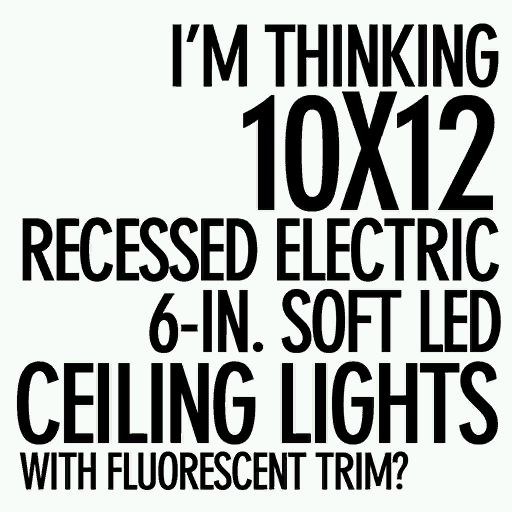 I'M THINKING
10X12
RECESSED ELECTRIC
6-IN. SOFT LED
CEILING LIGHTS
WITH FLUORESCENT TRIM?